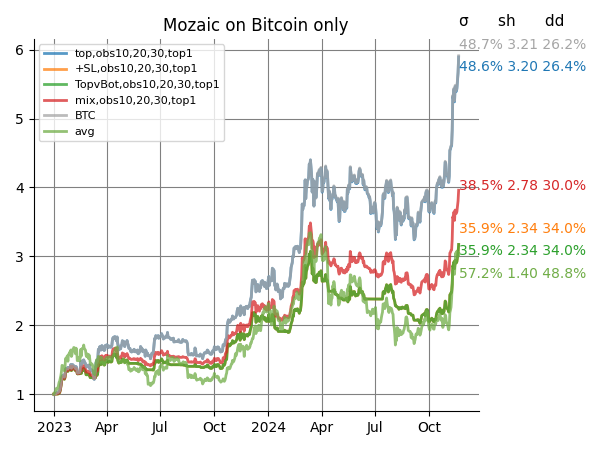 Mozaic on Bitcoin only
σ sh dd
48.7% 3.21 26.2%
48.6% 3.20 26.4%
38.5% 2.78 30.0%
35.9% 2.34 34.0%
35.9% 2.34 34.0%
57.2% 1.40 48.8%
top,obs10,20,30,top1
+SL,obs10,20,30,top1
TopvBot,obs10,20,30,top1
mix,obs10,20,30,top1
BTC
avg
6
5
4
3
2
1
2023 Apr Jul Oct 2024 Apr Jul Oct